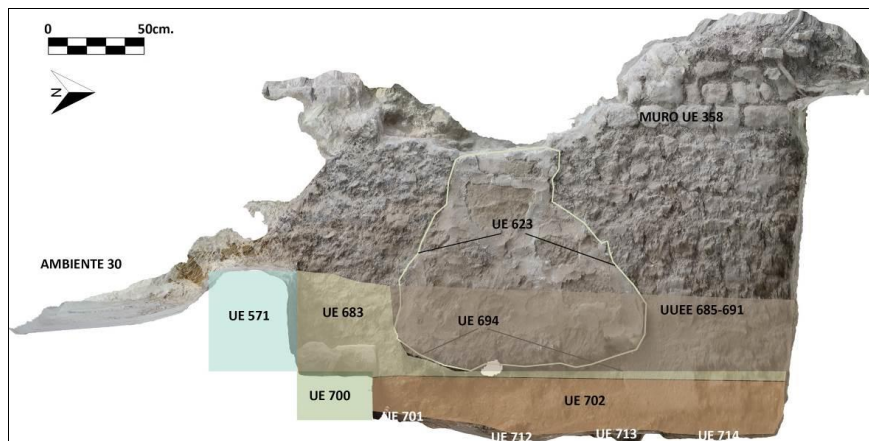 0 50cm.
N
MURO UE 358
UE 623
AMBIENTE 30
UE 571
UE 683
UE 694
UUEE 685-691
UE 700
UE 701
UE 702
UE 712
UE 713
UE 714